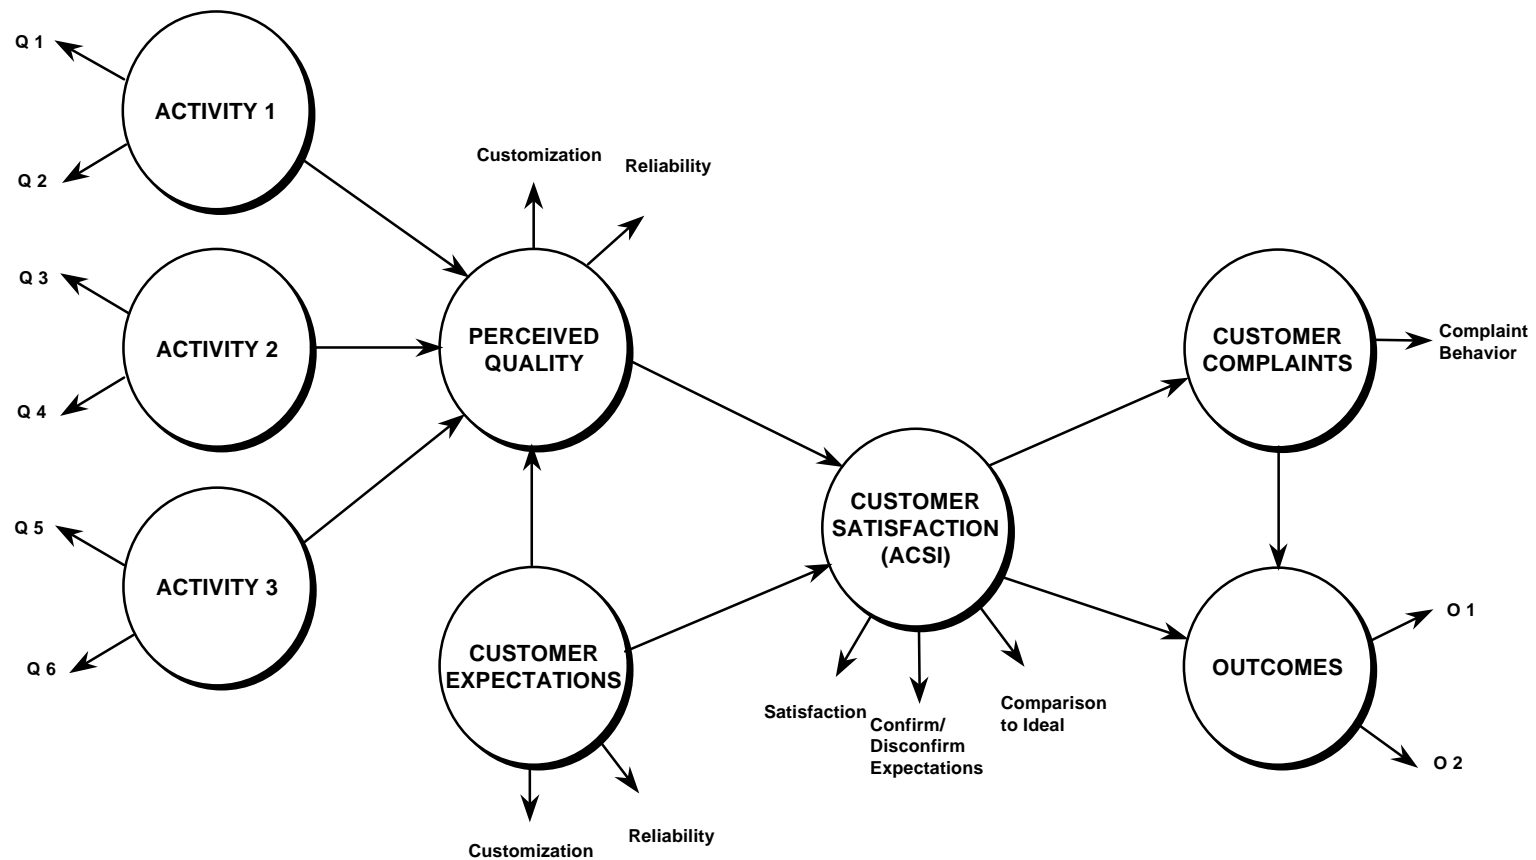 Q 1
ACTIVITY 1
Q 2
Customization
Reliability
Q 3
ACTIVITY 2
Q 4
PERCEIVED
QUALITY
CUSTOMER
COMPLAINTS
Complaint
Behavior
Q 5
ACTIVITY 3
Q 6
CUSTOMER
SATISFACTION
(ACSI)
CUSTOMER
EXPECTATIONS
OUTCOMES
O 1
O 2
Satisfaction
Confirm/
Disconfirm
Expectations
Comparison
to Ideal
Customization
Reliability